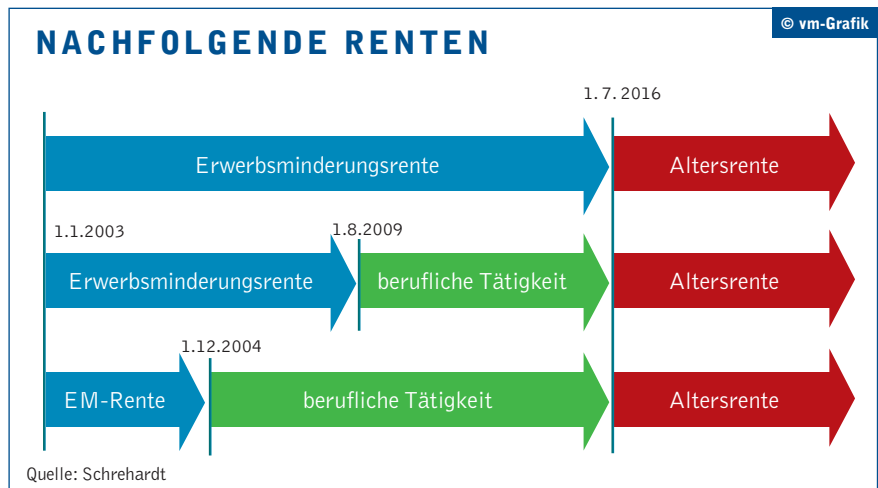 © vm-Grafik
NACHFOLGENDE RENTEN
1. 7. 2016
Erwerbsminderungsrente
Altersrente
1.1.2003
1.8.2009
Erwerbsminderungsrente
berufliche Tätigkeit
Altersrente
1.12.2004
EM-Rente
berufliche Tätigkeit
Altersrente
Quelle: Schrehardt